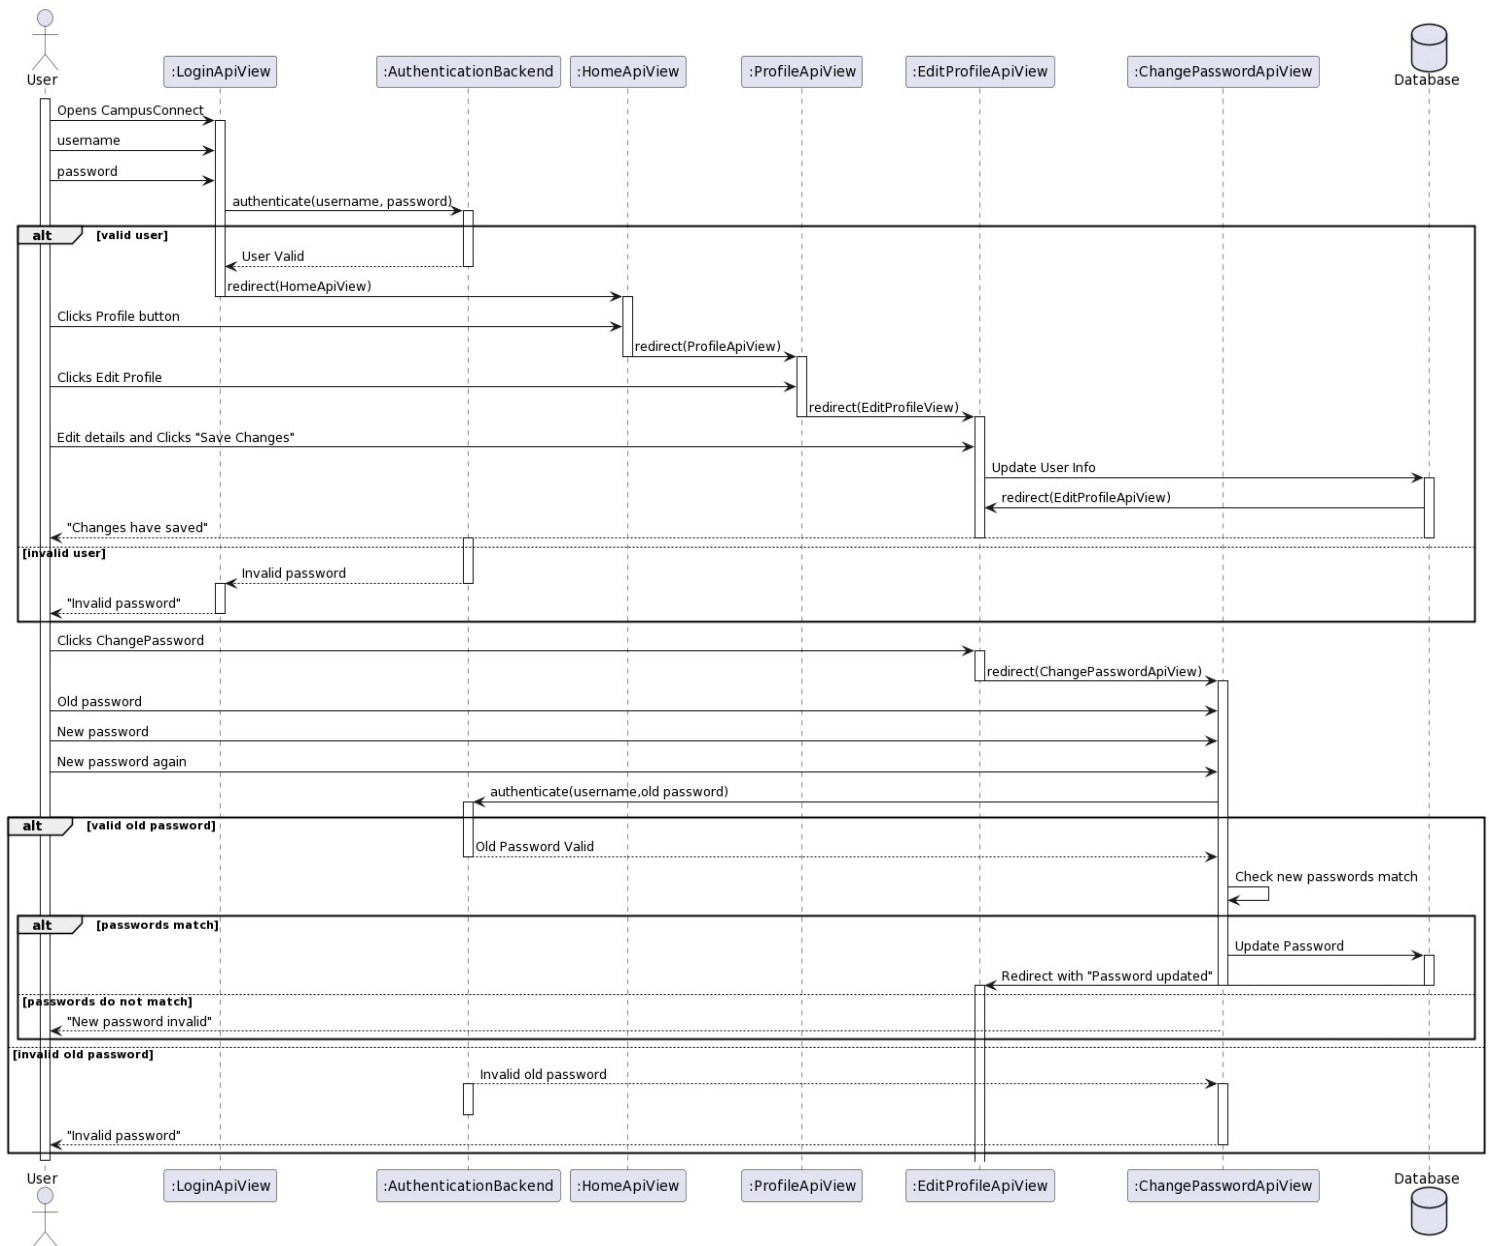 User
:LoginApiView
:AuthenticationBackend
:HomeApiView
:ProfileApiView
:EditProfileApiView
:ChangePasswordApiView
Database
Opens CampusConnect
username
password
authenticate(username, password)
alt
[valid user]
User Valid
redirect(HomeApiView)
Clicks Profile button
redirect(ProfileApiView)
Clicks Edit Profile
redirect(EditProfileView)
Edit details and Clicks "Save Changes"
Update User Info
redirect(EditProfileApiView)
"Changes have saved"
[invalid user]
Invalid password
"Invalid password"
Clicks ChangePassword
redirect(ChangePasswordApiView)
Old password
New password
New password again
authenticate(username,old password)
alt
[valid old password]
Old Password Valid
Check new passwords match
alt
[passwords match]
Update Password
Redirect with "Password updated"
[passwords do not match]
"New password invalid"
[invalid old password]
Invalid old password
"Invalid password"
User
:LoginApiView
:AuthenticationBackend
:HomeApiView
:ProfileApiView
:EditProfileApiView
:ChangePasswordApiView
Database